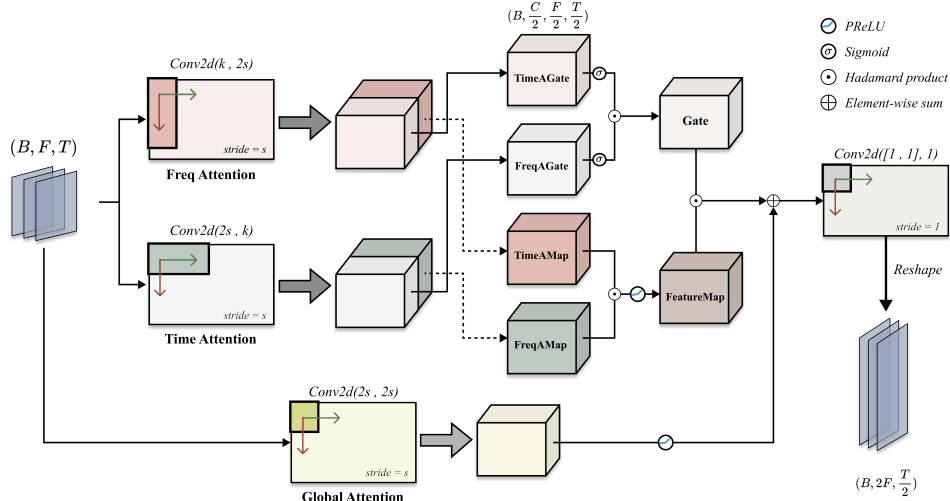 (B, C/2, F/2, T/2)
PReLU
Sigmoid
Hadamard product
Element-wise sum
σ
Conv2d(k , 2s)
stride = s
Freq Attention
(B, F, T)
Conv2d(2s , k)
stride = s
Time Attention
TimeAGate
σ
FreqAGate
σ
TimeAMap
FreqAMap
Gate
FeatureMap
Conv2d([1 , 1], 1)
stride = 1
Reshape
(B, 2F, T/2)
Conv2d(2s , 2s)
stride = s
Global Attention